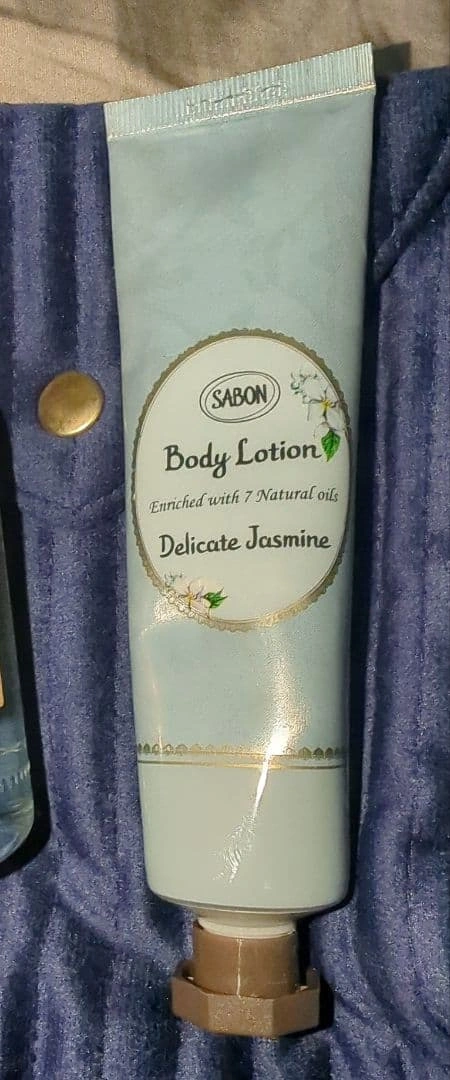 SABON
Body Lotion
Enriched with 7 Natural oils
Delicate Jasmine